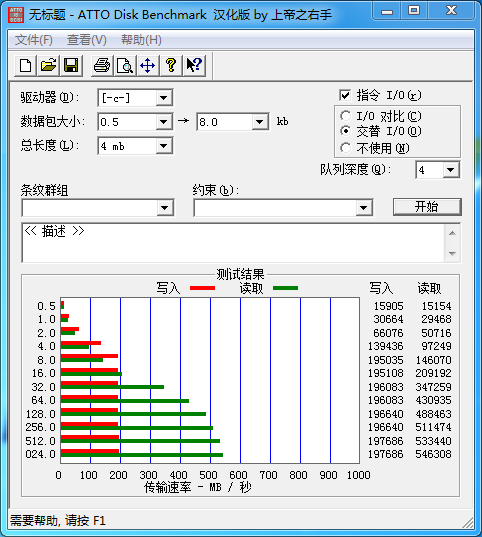 无标题 - ATTO Disk Benchmark 汉化版 by 上帝之右手
文件(F) 查看(V) 帮助(H)
驱动器(D): [-c-] 指令 I/O(r)
数据包大小: 0.5 → 8.0 kb I/O 对比(C)
交替 I/O(O)
总长度(L): 4 mb 不使用(N)
队列深度(Q): 4
条纹群组 约束(b):
开始
<< 描述 >>
测试结果
写入 读取 写入 读取
0.5 15905 15154
1.0 30664 29468
2.0 66076 50716
4.0 139436 97249
8.0 195035 146070
16.0 195108 209192
32.0 196083 347259
64.0 196083 430935
128.0 196640 488463
256.0 196640 511474
512.0 197686 533440
024.0 197686 546308
0 100 200 300 400 500 600 700 800 900 1000
传输速率 - MB / 秒
需要帮助, 请按 F1